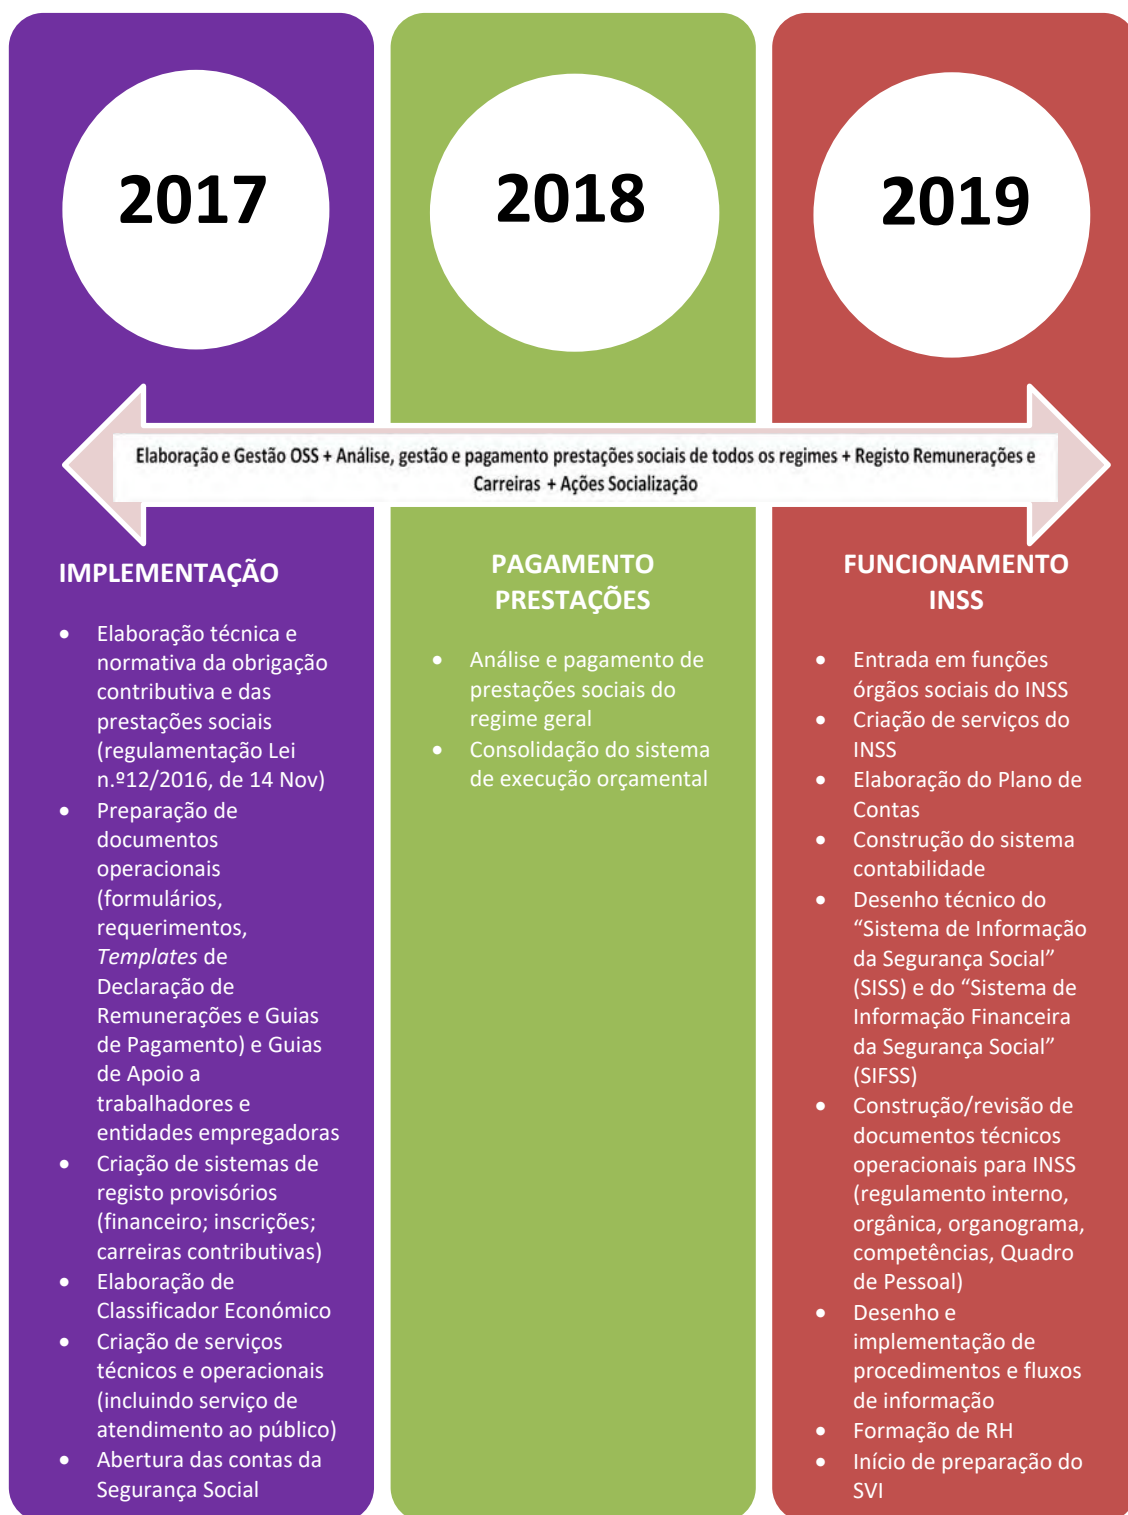 2017
2018
2019
Elaboração e Gestão OSS + Análise, gestão e pagamento prestações sociais de todos os regimes + Registo Remunerações e
Carreiras + Ações Socialização
IMPLEMENTAÇÃO
• Elaboração técnica e
normativa da obrigação
contributiva e das
prestações sociais
(regulamentação Lei
n.º12/2016, de 14 Nov)
• Preparação de
documentos
operacionais
(formulários,
requerimentos,
Templates de
Declaração de
Remunerações e Guias
de Pagamento) e Guias
de Apoio a
trabalhadores e
entidades empregadoras
• Criação de sistemas de
registo provisórios
(financeiro; inscrições;
carreiras contributivas)
• Elaboração de
Classificador Económico
• Criação de serviços
técnicos e operacionais
(incluindo serviço de
atendimento ao público)
• Abertura das contas da
Segurança Social
PAGAMENTO
PRESTAÇÕES
• Análise e pagamento de
prestações sociais do
regime geral
• Consolidação do sistema
de execução orçamental
FUNCIONAMENTO
INSS
• Entrada em funções
órgãos sociais do INSS
• Criação de serviços do
INSS
• Elaboração do Plano de
Contas
• Construção do sistema
contabilidade
• Desenho técnico do
“Sistema de Informação
da Segurança Social”
(SISS) e do “Sistema de
Informação Financeira
da Segurança Social”
(SIFSS)
• Construção/revisão de
documentos técnicos
operacionais para INSS
(regulamento interno,
orgânica, organograma,
competências, Quadro
de Pessoal)
• Desenho e
implementação de
procedimentos e fluxos
de informação
• Formação de RH
• Início de preparação do
SVI